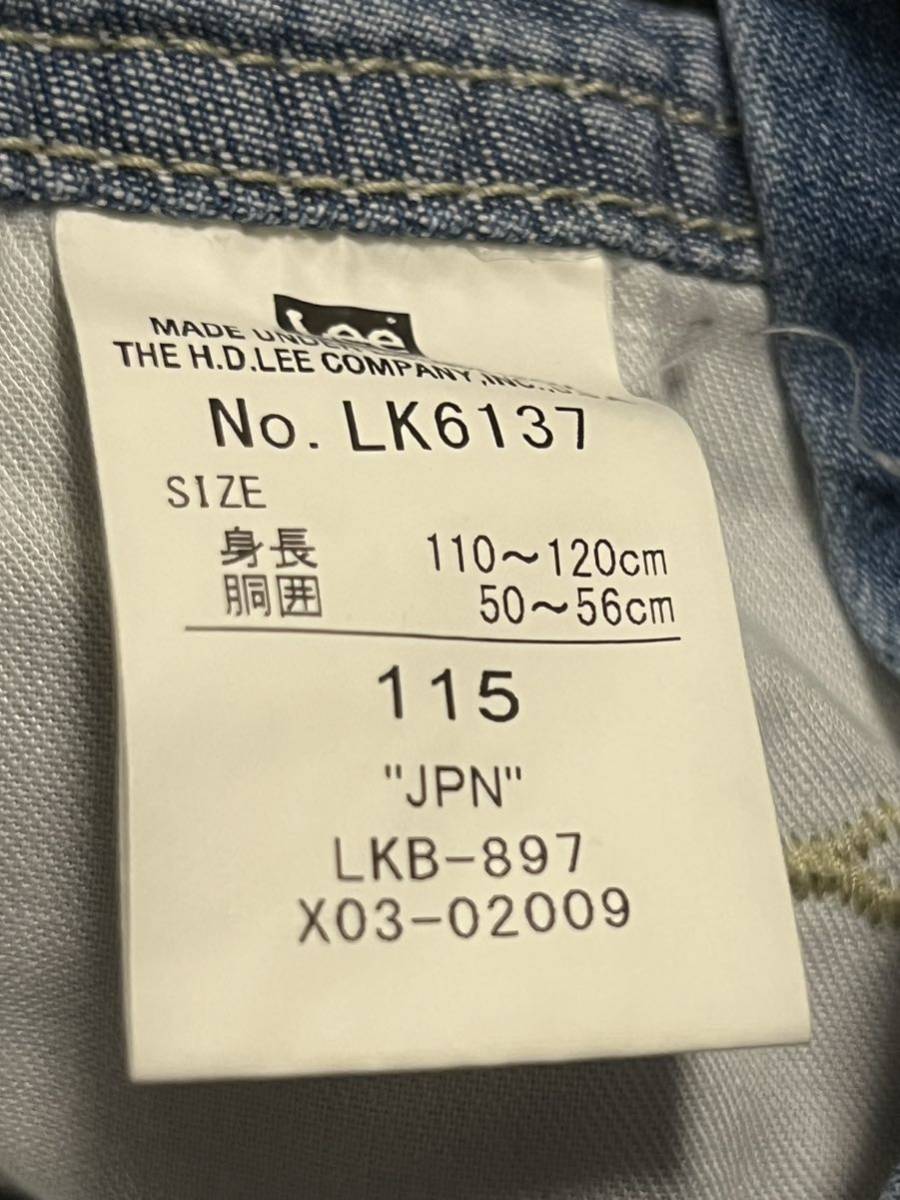 Lee
MADE UNDER
THE H.D.LEE COMPANY,INC.,
No. LK6137
SIZE
身長 110～120cm
胴囲 50～56cm
115
"JPN"
LKB-897
X03-02009